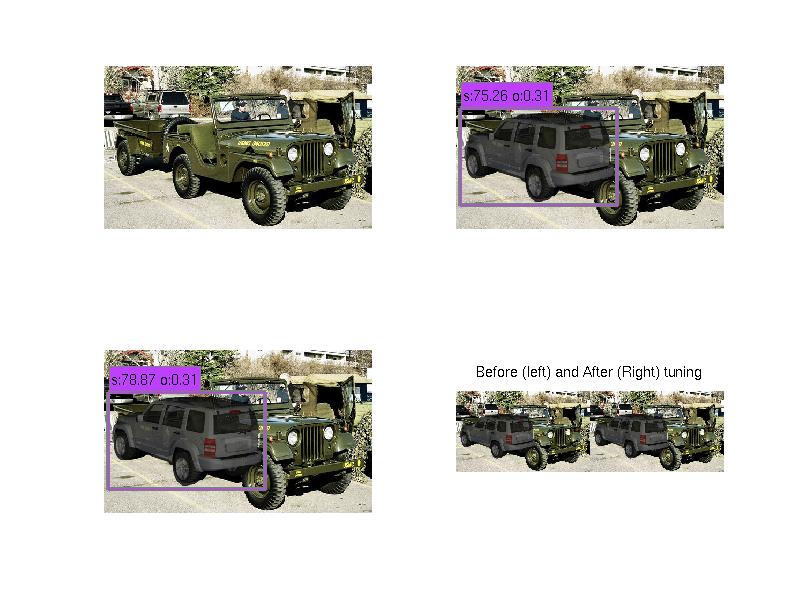 s:75.26 o:0.31
s:78.87 o:0.31
Before (left) and After (Right) tuning